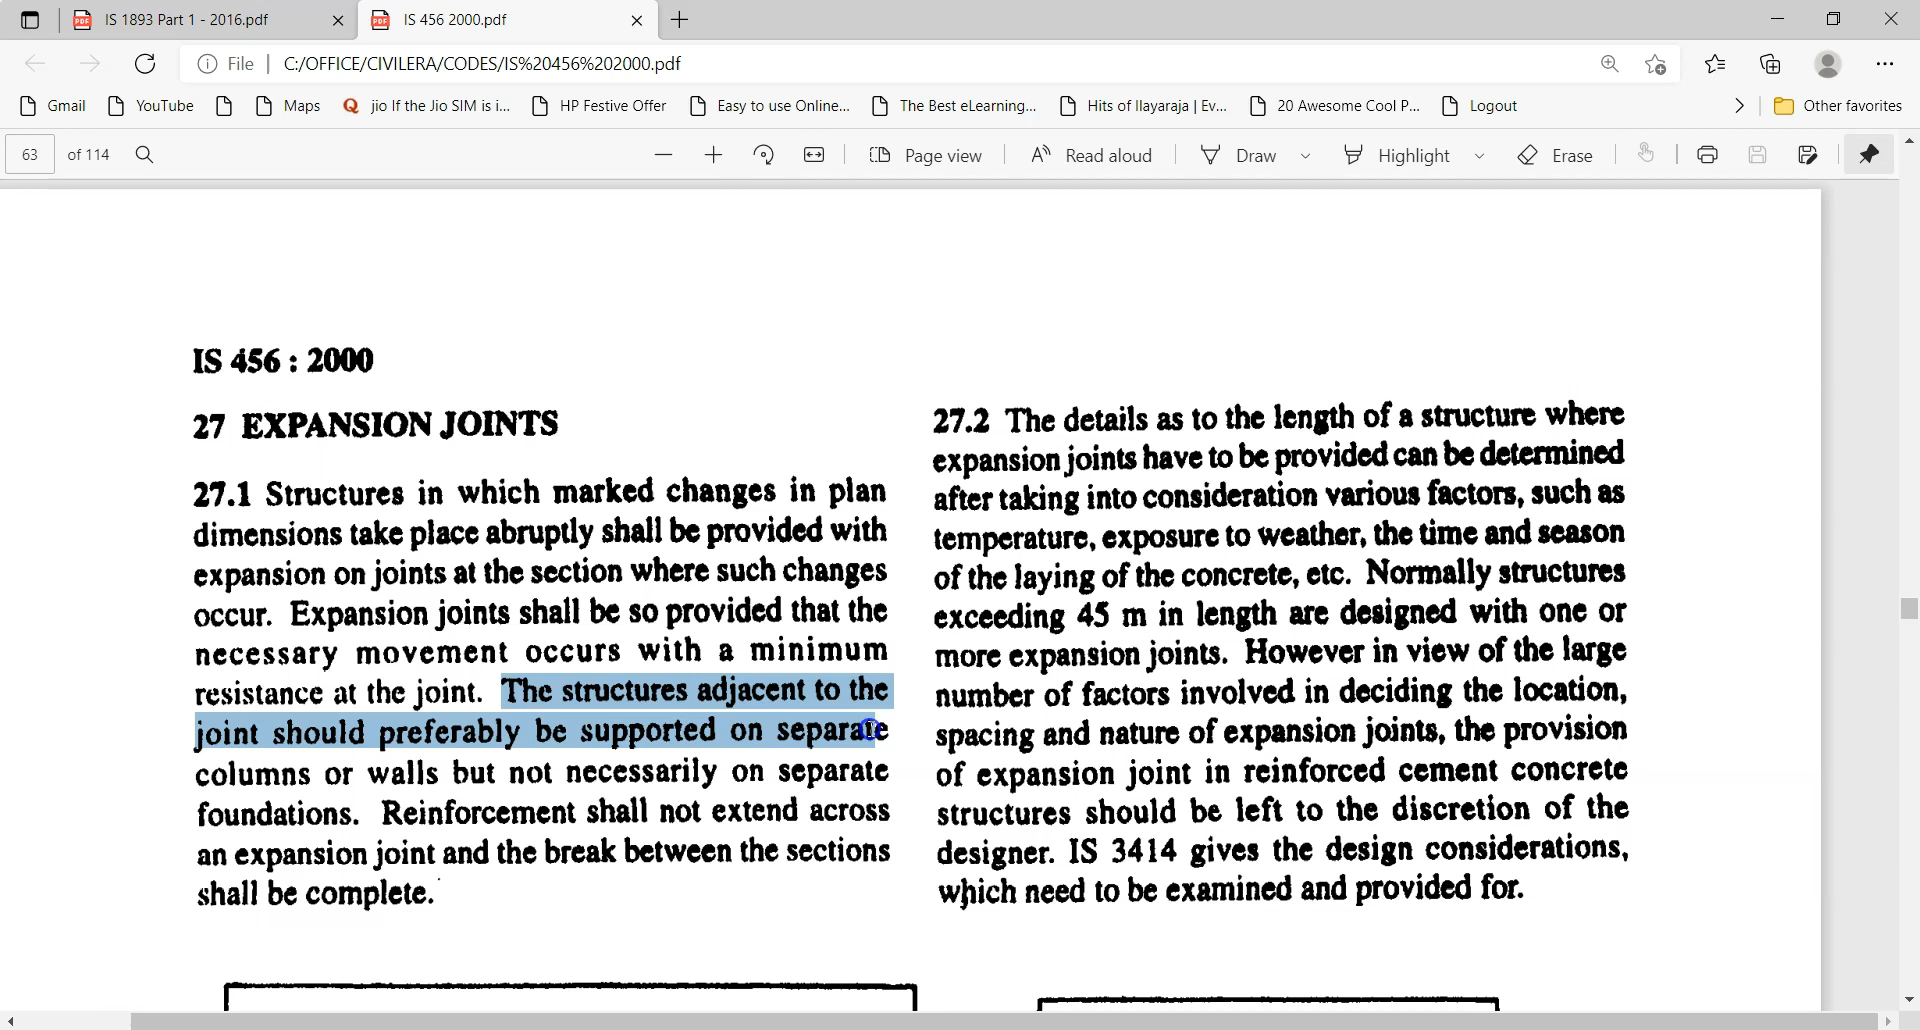 IS 1893 Part 1 - 2016.pdf
IS 456 2000.pdf
File
C:/OFFICE/CIVILERA/CODES/IS%20456%202000.pdf
Gmail
YouTube
Maps
jio If the Jio SIM is i...
HP Festive Offer
Easy to use Online...
The Best eLearning...
Hits of Ilayaraja | Ev...
20 Awesome Cool P...
Logout
Other favorites
63 of 114
Page view
Read aloud
Draw
Highlight
Erase
IS 456 : 2000
27 EXPANSION JOINTS
27.1 Structures in which marked changes in plan
dimensions take place abruptly shall be provided with
expansion on joints at the section where such changes
occur. Expansion joints shall be so provided that the
necessary movement occurs with a minimum
resistance at the joint. The structures adjacent to the
joint should preferably be supported on separate
columns or walls but not necessarily on separate
foundations. Reinforcement shall not extend across
an expansion joint and the break between the sections
shall be complete.
27.2 The details as to the length of a structure where
expansion joints have to be provided can be determined
after taking into consideration various factors, such as
temperature, exposure to weather, the time and season
of the laying of the concrete, etc. Normally structures
exceeding 45 m in length are designed with one or
more expansion joints. However in view of the large
number of factors involved in deciding the location,
spacing and nature of expansion joints, the provision
of expansion joint in reinforced cement concrete
structures should be left to the discretion of the
designer. IS 3414 gives the design considerations,
which need to be examined and provided for.